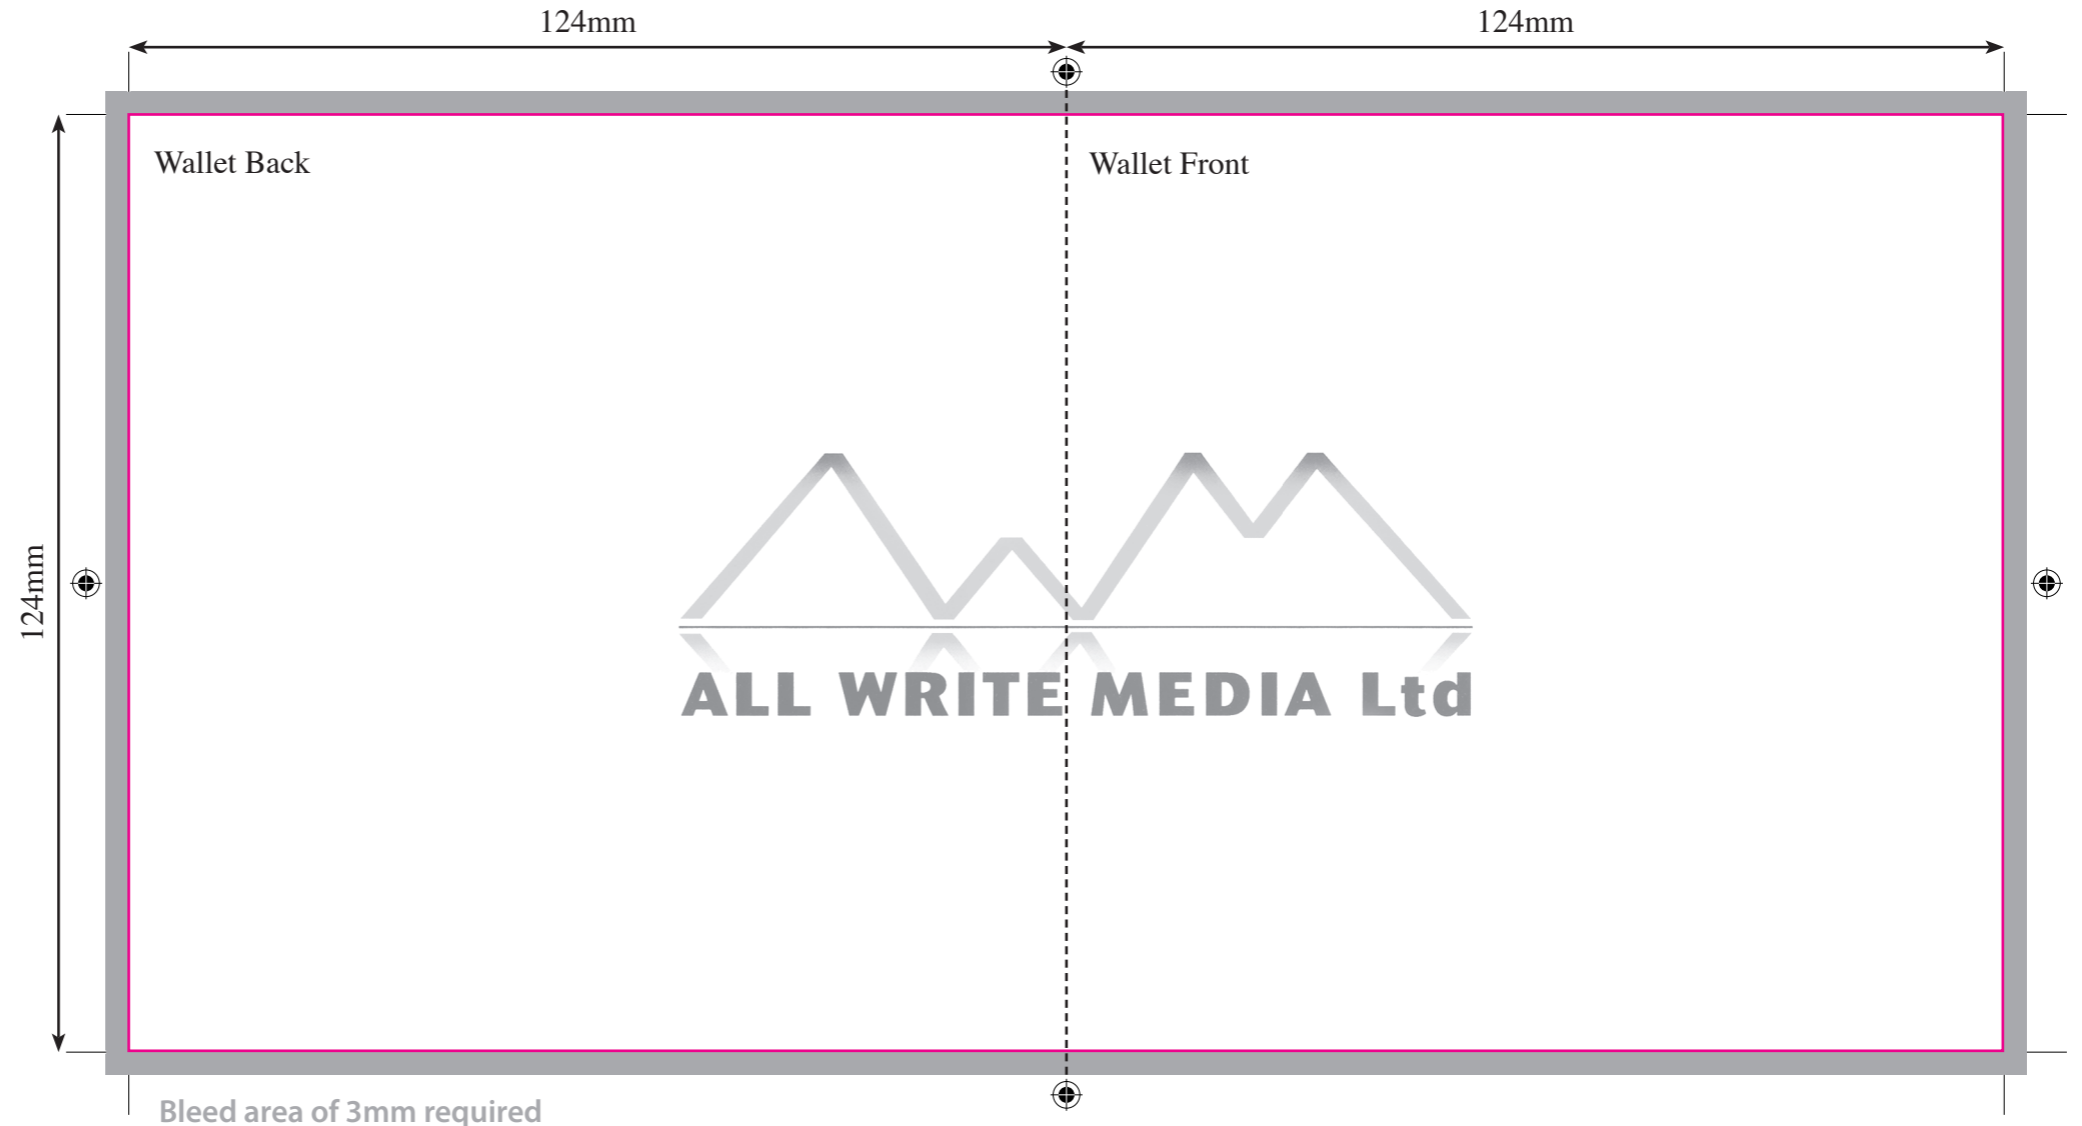 124mm
124mm
Wallet Back
Wallet Front
124mm
ALL WRITE MEDIA Ltd
Bleed area of 3mm required